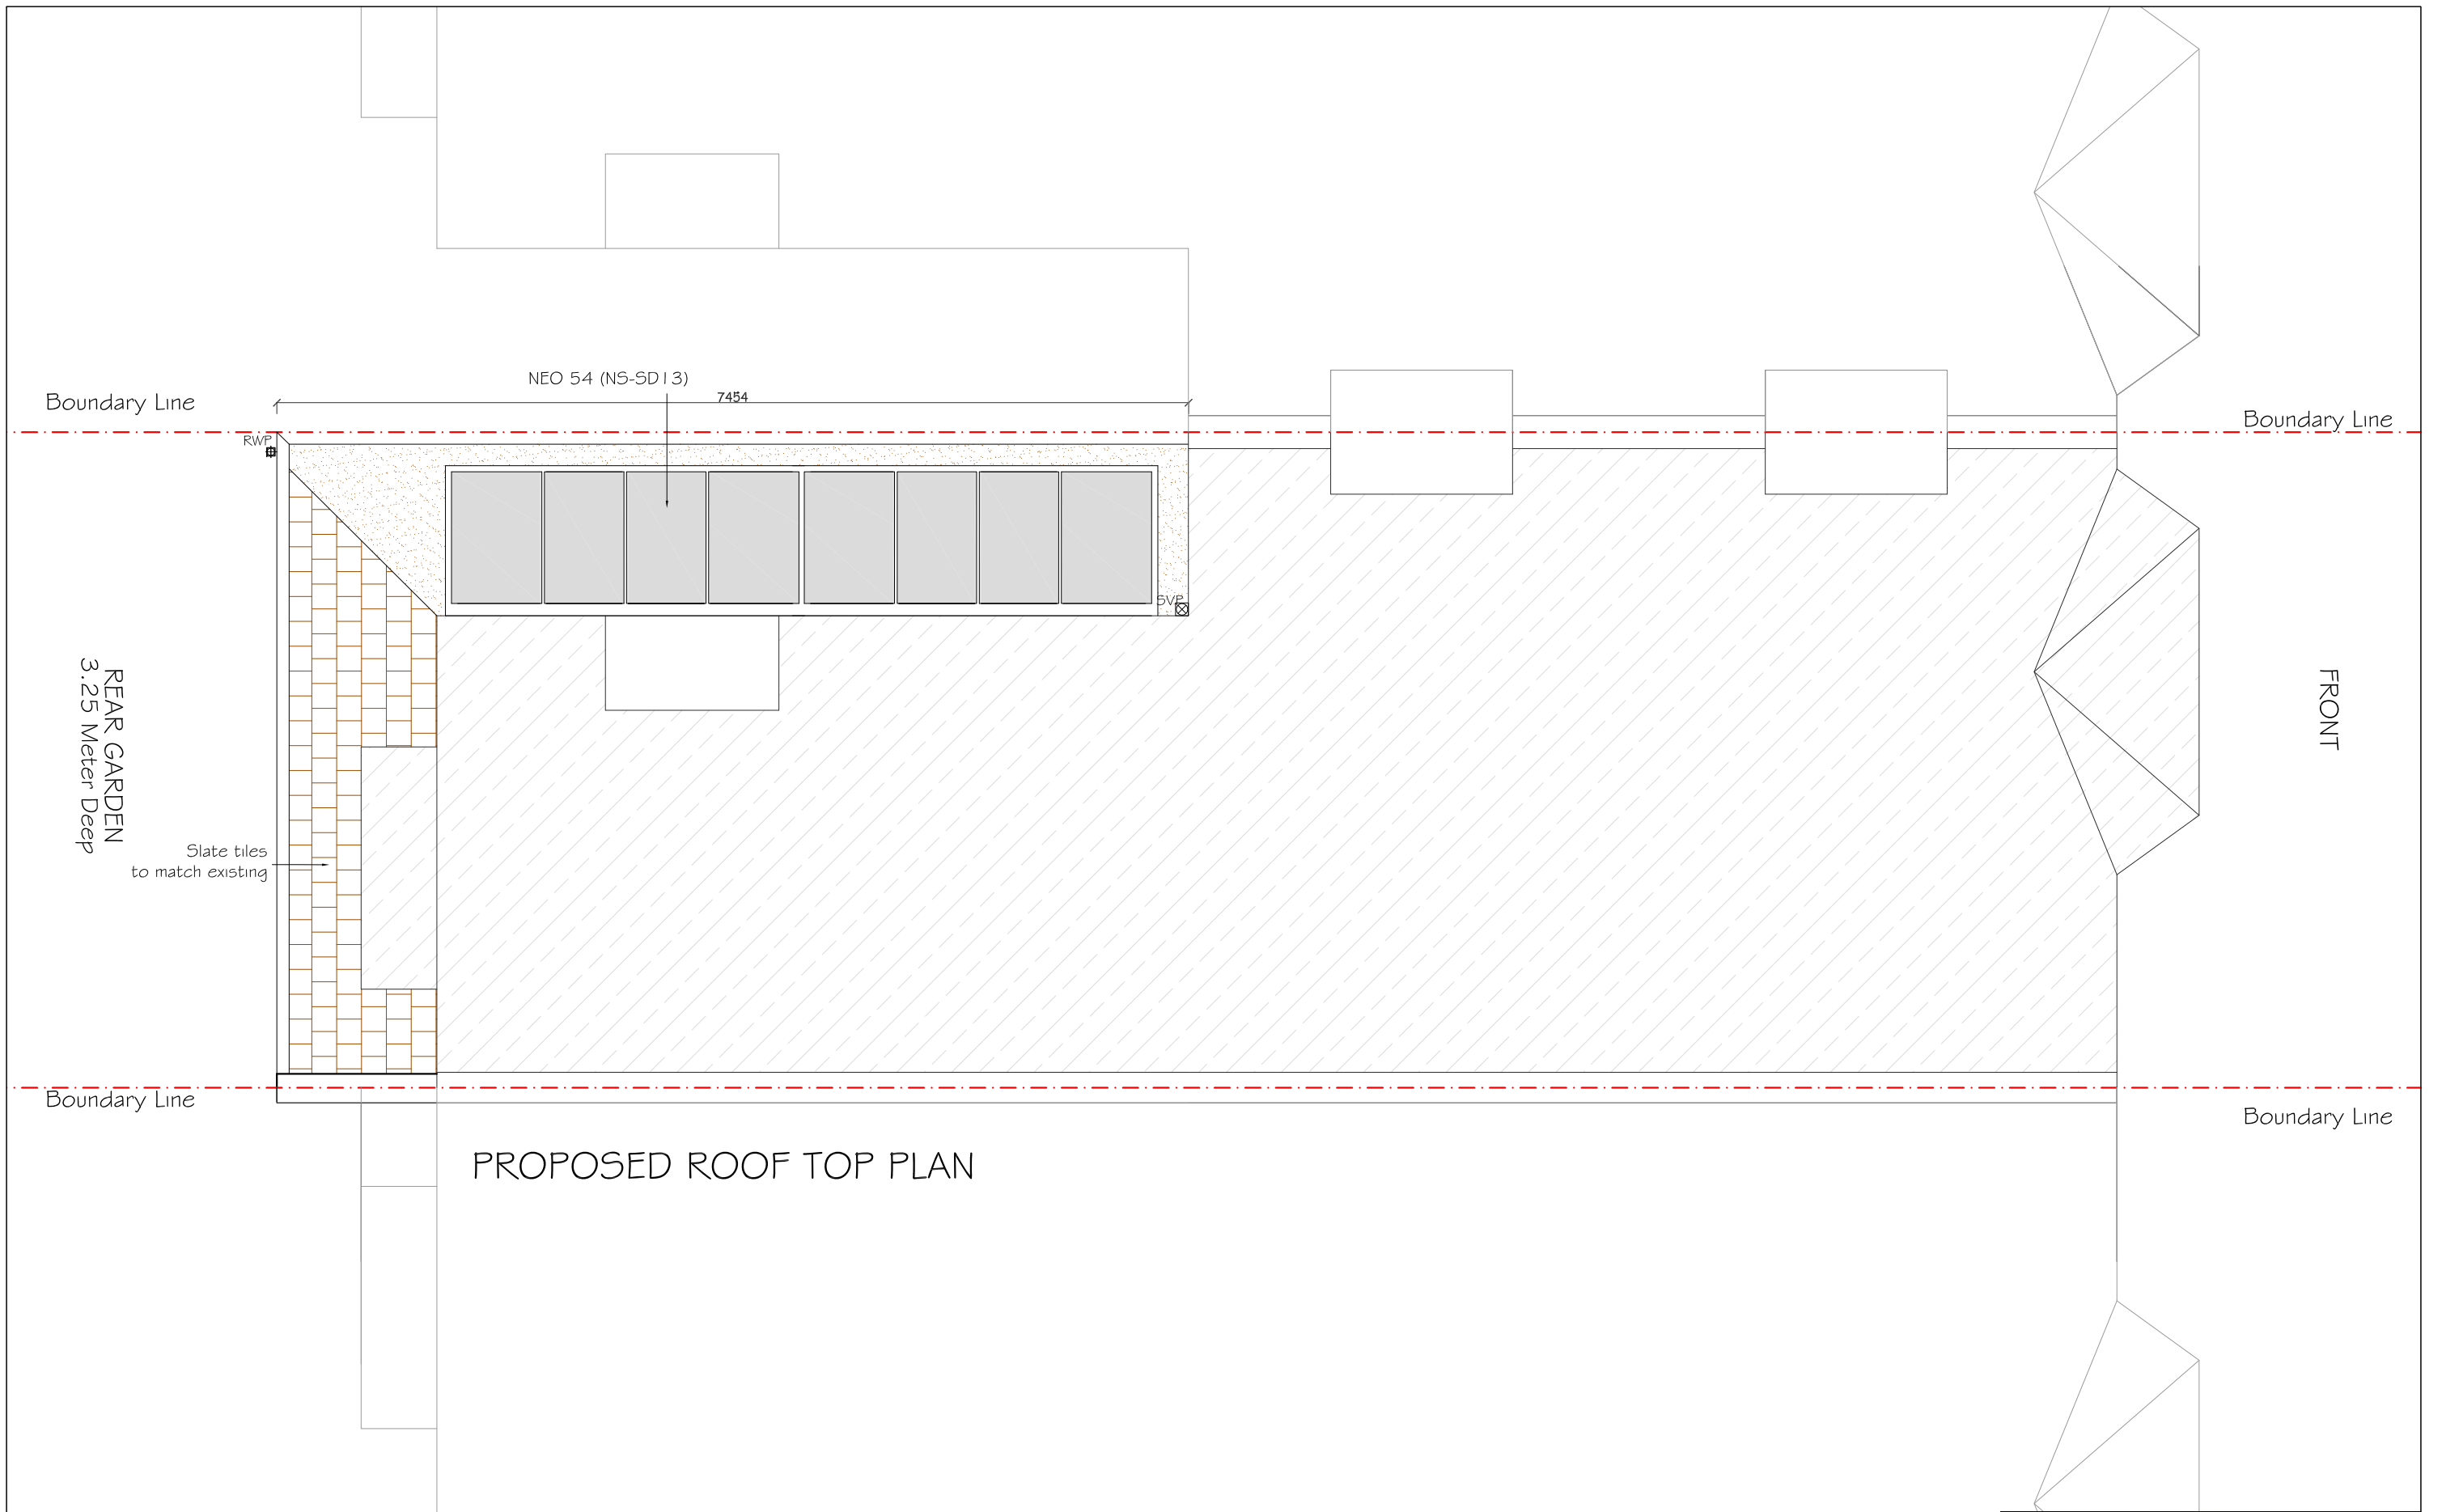 NEO 54 (NS-SD13)
7454
Boundary Line
Boundary Line
RWP
SVP
REAR GARDEN
3.25 Meter Deep
FRONT
Slate tiles
to match existing
Boundary Line
Boundary Line
PROPOSED ROOF TOP PLAN